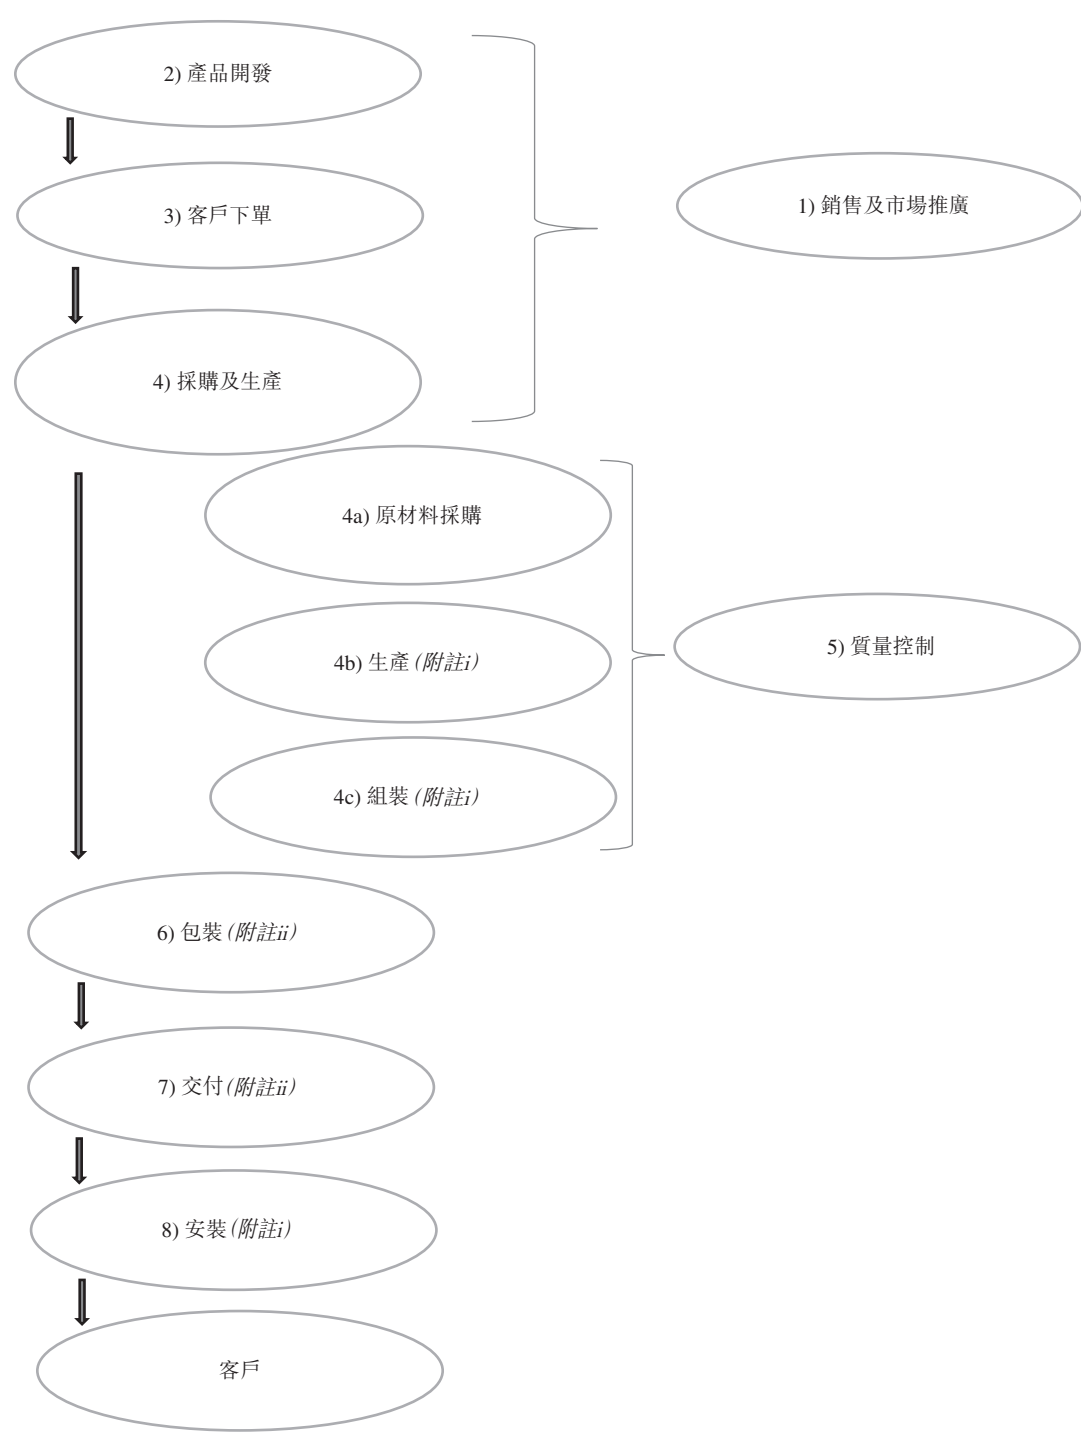 2) 產品開發
3) 客戶下單
1) 銷售及市場推廣
4) 採購及生產
4a) 原材料採購
4b) 生產(附註i)
5) 質量控制
4c) 組裝(附註i)
6) 包裝(附註ii)
7) 交付(附註ii)
8) 安裝(附註i)
客戶